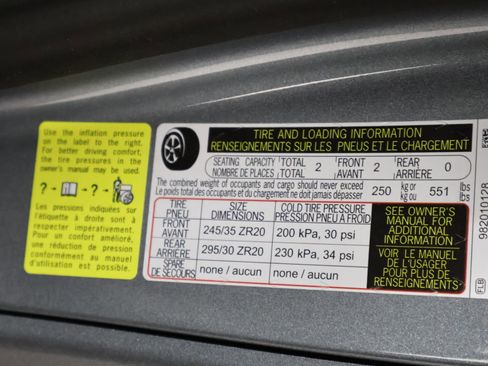 Use the inflation pressure
on the label to the right.
For better driving comfort,
the tire pressures in the
owner's manual may be used.
? → → ? →
Les pressions indiquées sur
l'étiquette à droite sont à
respecter impérativement.
Pour un confort amélioré,
une réduction de pression
conformément au manuel
d'utilisation est possible.
TIRE AND LOADING INFORMATION
RENSEIGNEMENTS SUR LES PNEUS ET LE CHARGEMENT
SEATING CAPACITY TOTAL 2 FRONT 2 REAR 0
NOMBRE DE PLACES TOTAL AVANT ARRIÈRE
The combined weight of occupants and cargo should never exceed 250 kg or 551 lbs
Le poids total des occupants et du chargement ne doit jamais dépasser kg ou lbs
TIRE SIZE COLD TIRE PRESSURE
PNEU DIMENSIONS PRESSION PNEU A FROID
FRONT 245/35 ZR20 200 kPa, 30 psi
AVANT
REAR 295/30 ZR20 230 kPa, 34 psi
ARRIÈRE
SPARE none / aucun none / aucun
DE SECOURS
SEE OWNER'S
MANUAL FOR
ADDITIONAL
INFORMATION
VOIR LE MANUEL
DE L'USAGER
POUR PLUS DE
RENSEIGNEMENTS
982010128
FLB